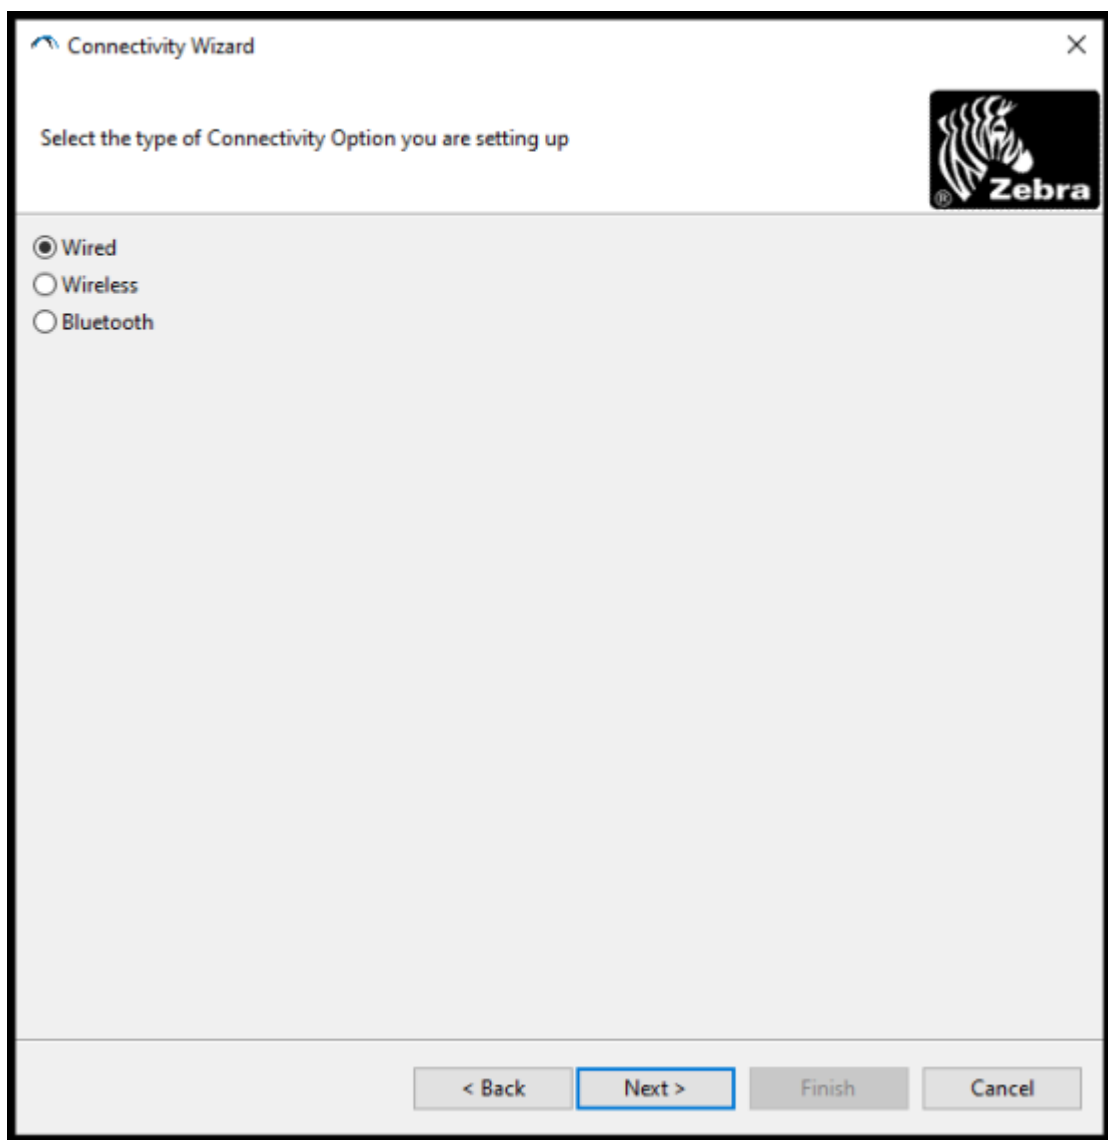 Connectivity Wizard
Select the type of Connectivity Option you are setting up
® Zebra
Wired
Wireless
Bluetooth
< Back Next > Finish Cancel